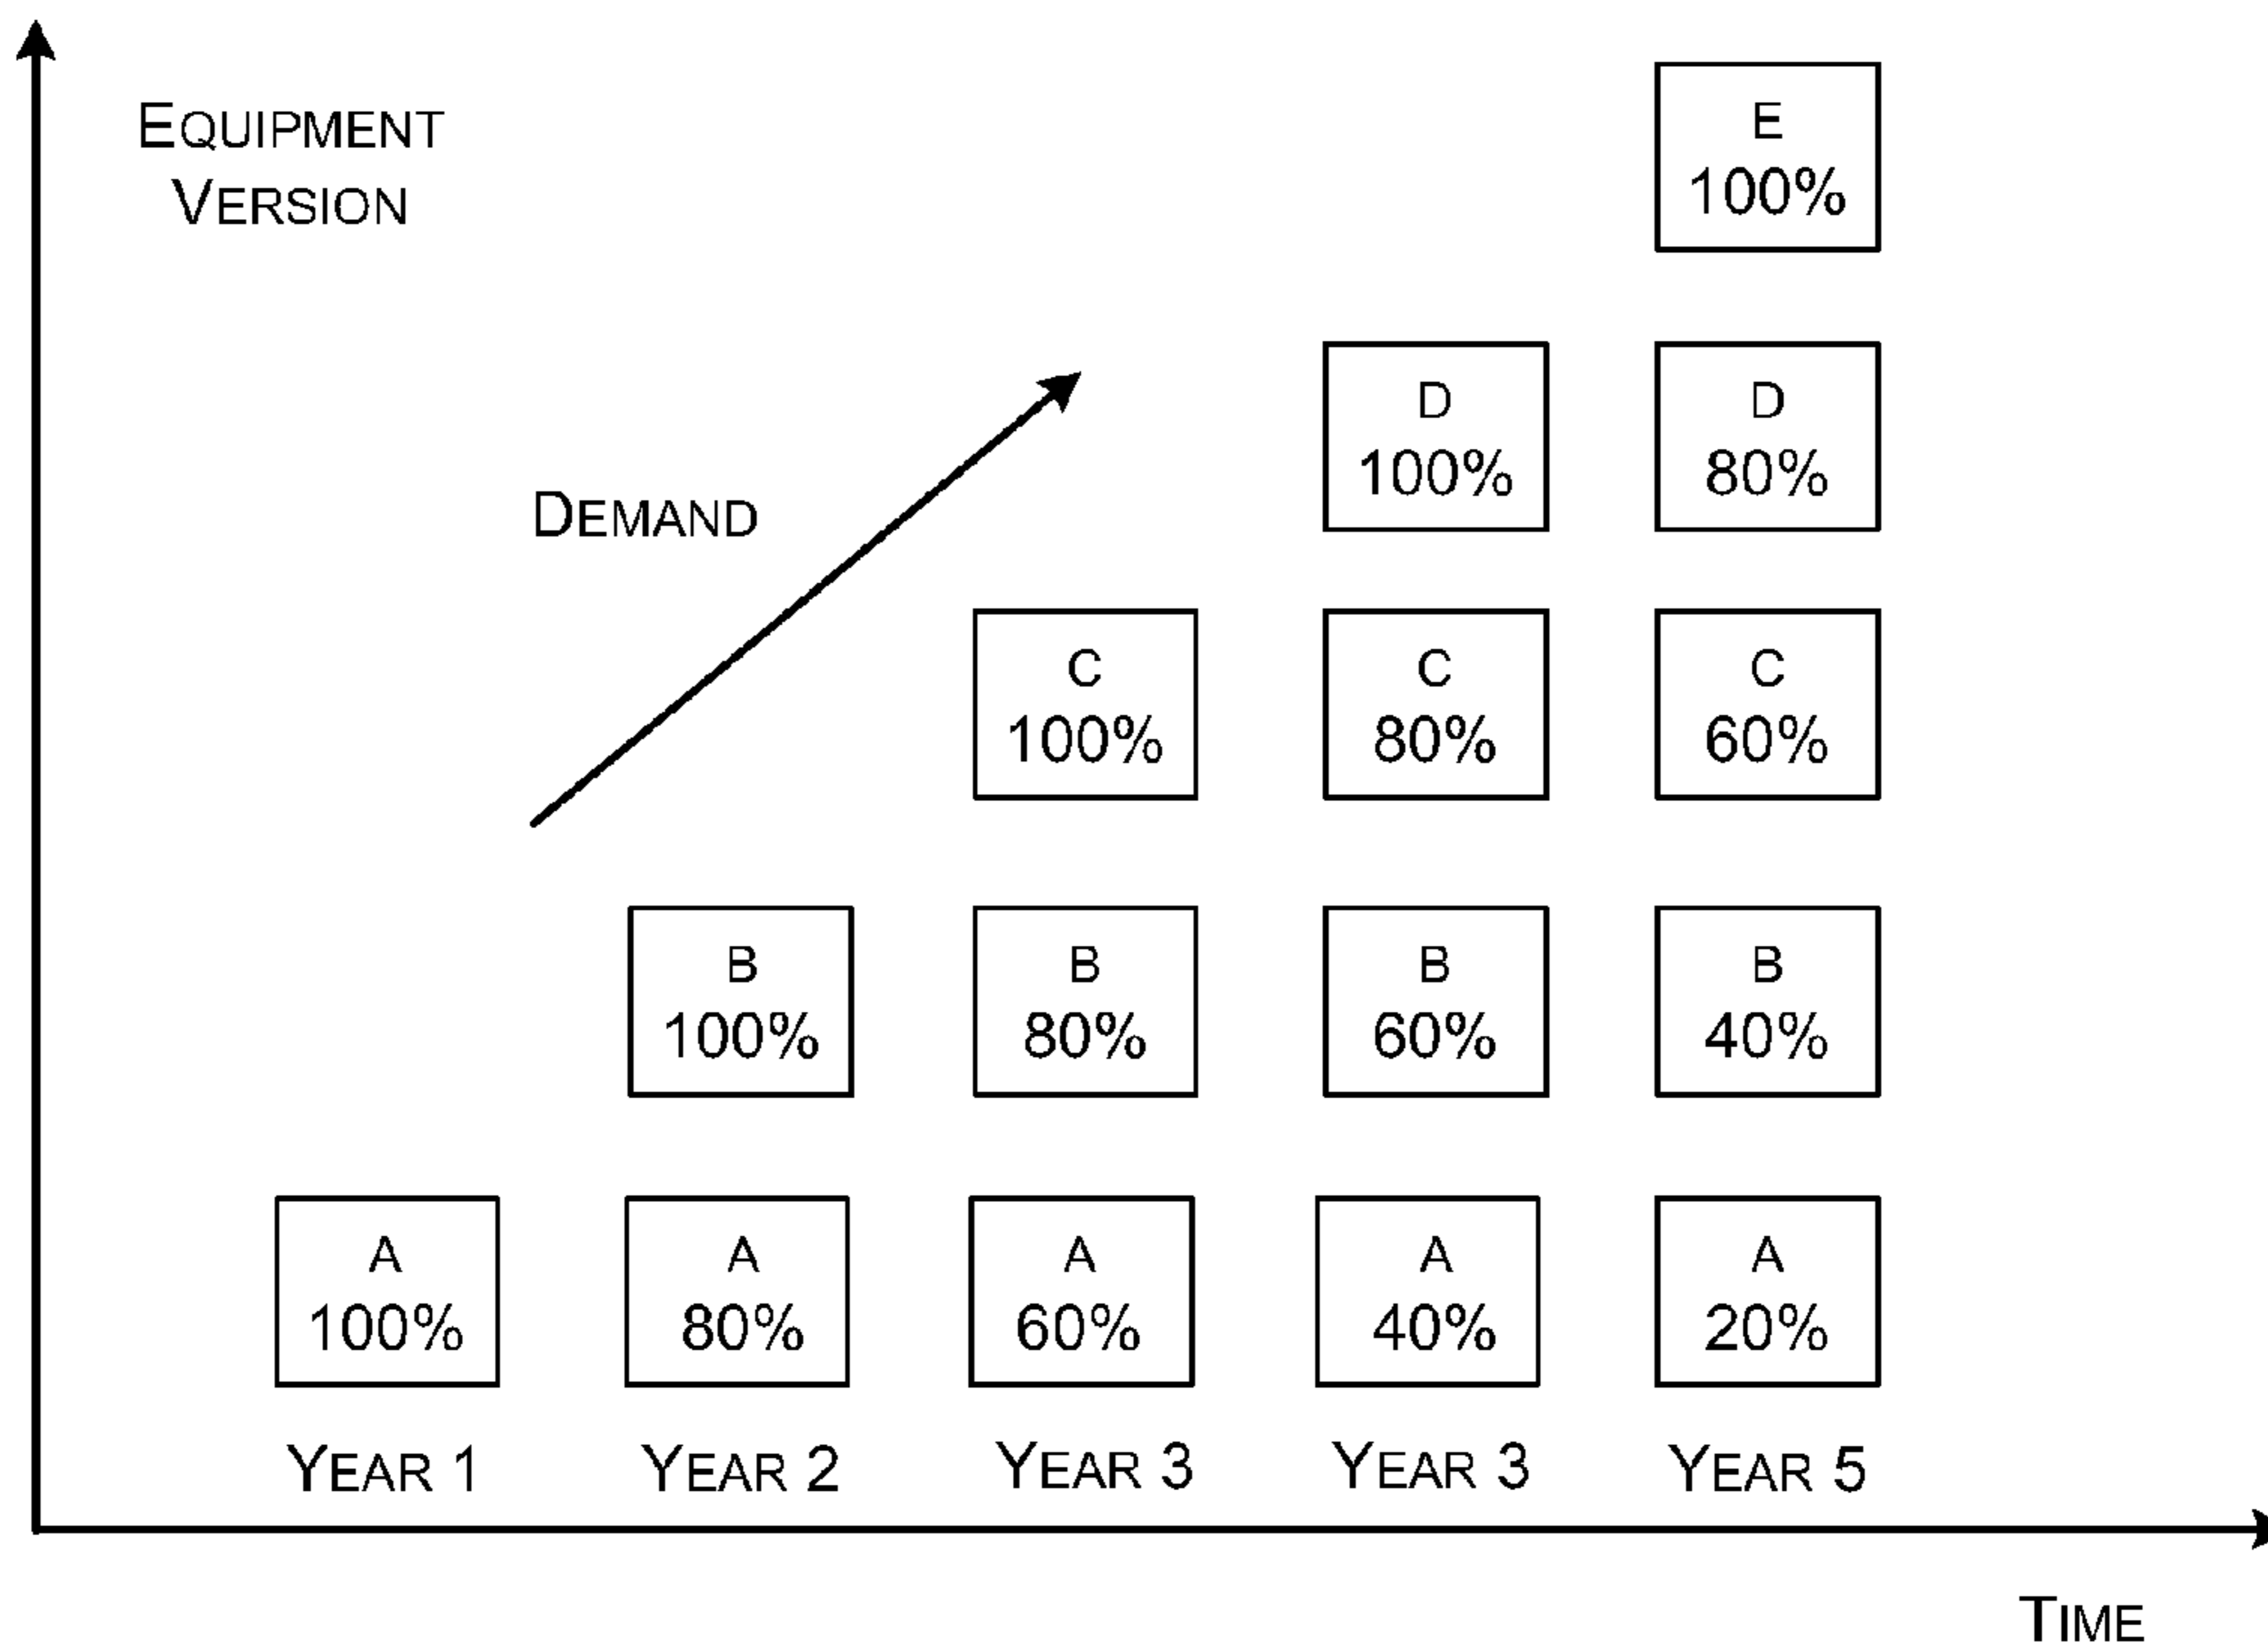 EQUIPMENT
VERSION
E
100%
DEMAND
D
100%
D
80%
C
100%
C
80%
C
60%
B
100%
B
80%
B
60%
B
40%
A
100%
A
80%
A
60%
A
40%
A
20%
YEAR 1
YEAR 2
YEAR 3
YEAR 3
YEAR 5
TIME